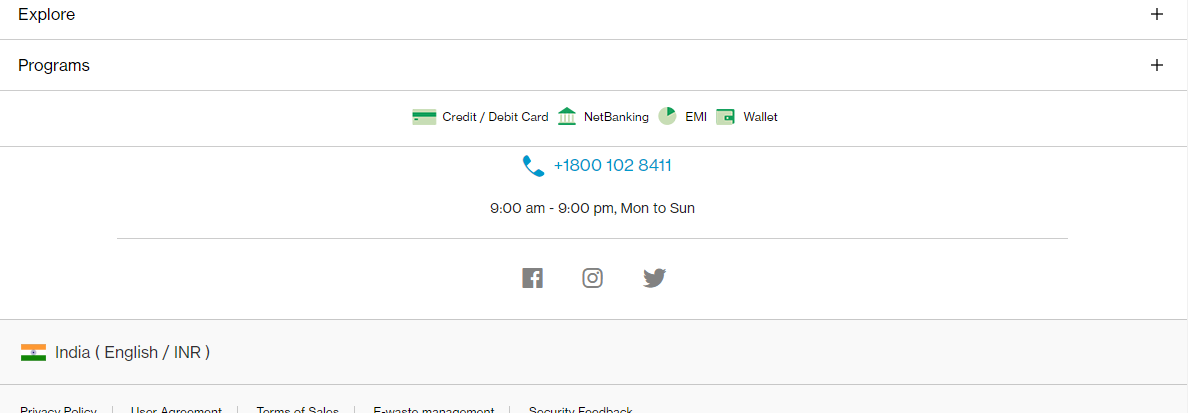 Explore +
Programs +
Credit / Debit Card NetBanking EMI Wallet
+1800 102 8411
9:00 am - 9:00 pm, Mon to Sun
India ( English / INR )
Privacy Policy | User Agreement | Terms of Sales | E-waste management | Security Feedback